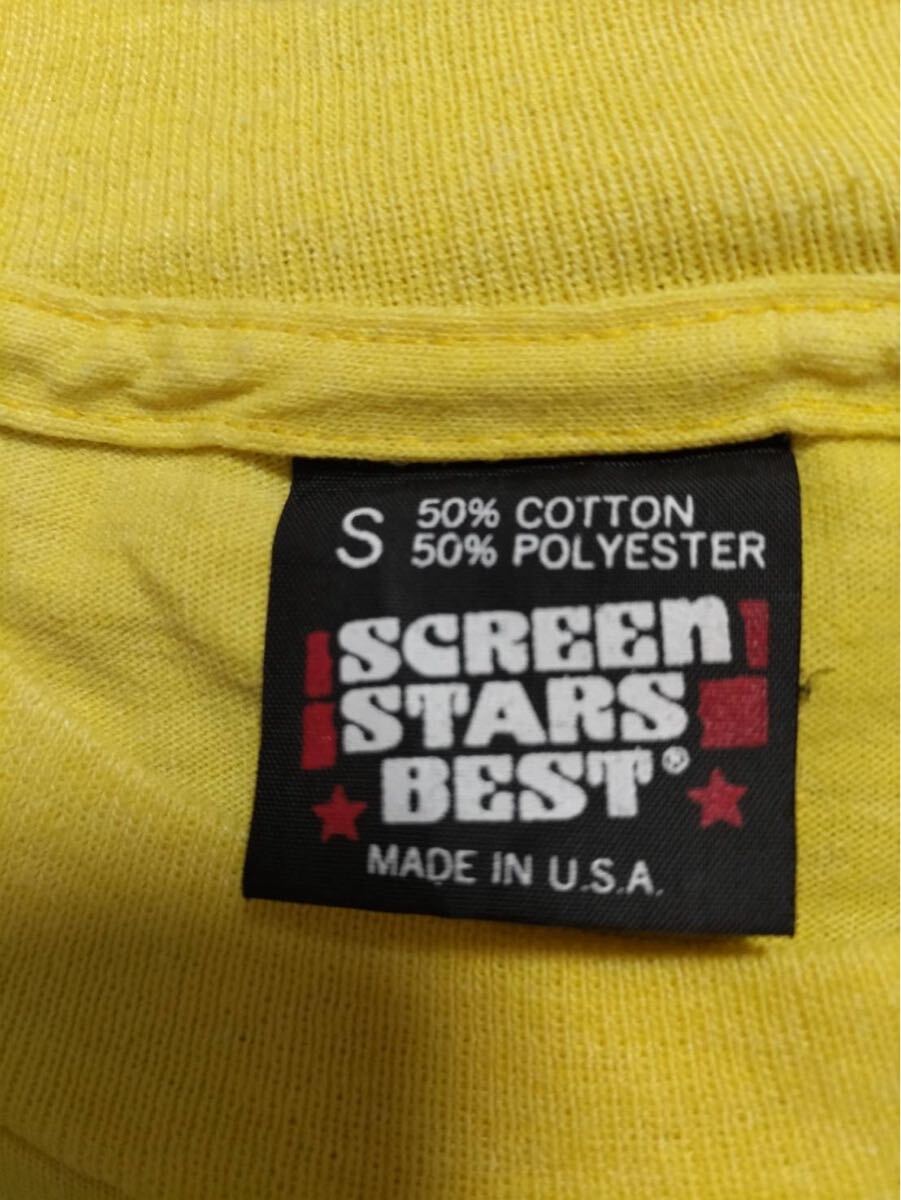 S 50% COTTON
50% POLYESTER
SCREEN
STARS
BEST®
MADE IN U.S.A.